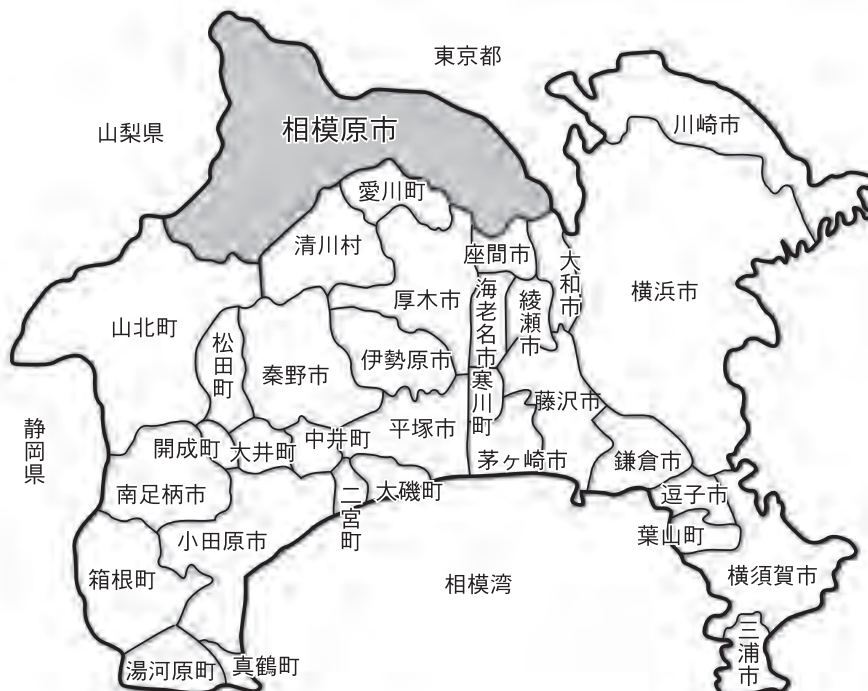 東京都
山梨県
相模原市
川崎市
愛川町
清川村
座間市
大和市
厚木市
海老名市
綾瀬市
横浜市
山北町
松田町
秦野市
伊勢原市
寒川町
藤沢市
静岡県
開成町
大井町
中井町
平塚市
茅ヶ崎市
鎌倉市
南足柄市
二宮町
大磯町
逗子市
小田原市
葉山町
箱根町
相模湾
横須賀市
三浦市
湯河原町
真鶴町